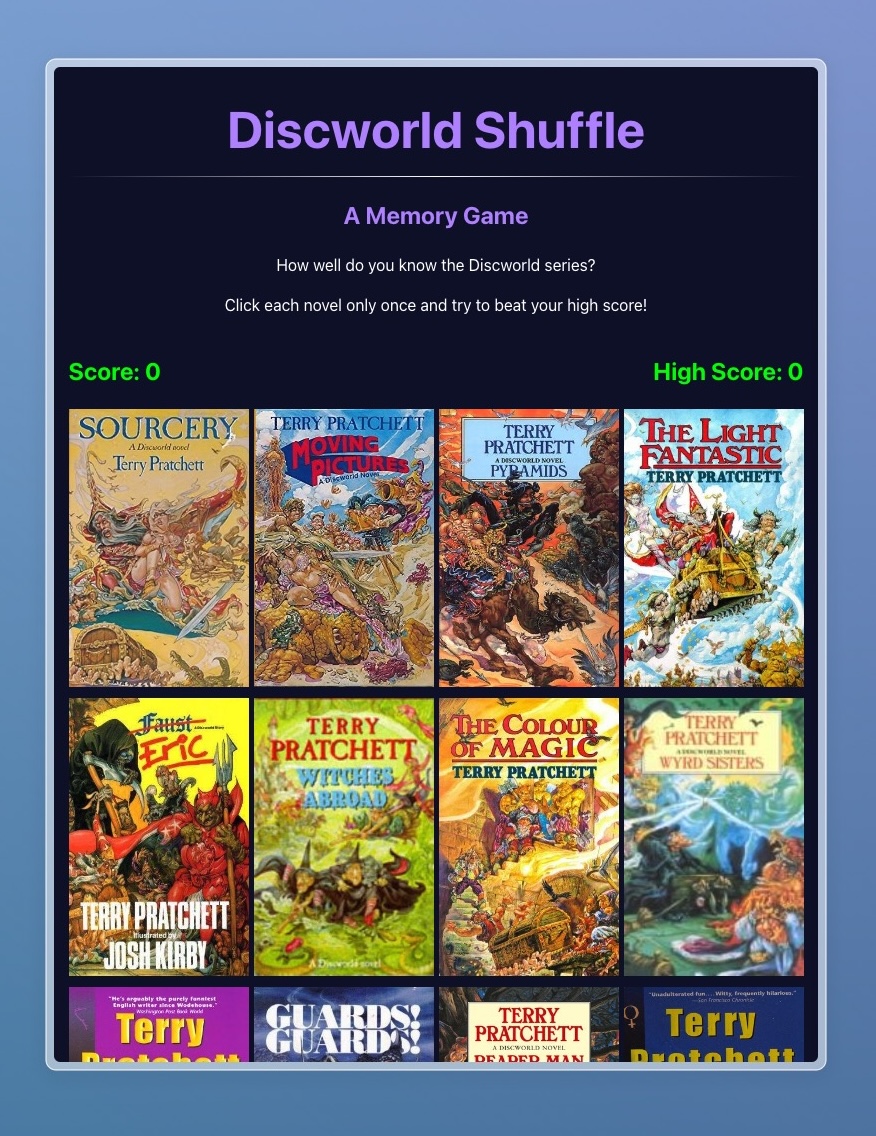 Discworld Shuffle
A Memory Game
How well do you know the Discworld series?
Click each novel only once and try to beat your high score!
Score: 0
High Score: 0
SOURCERY
A Discworld novel
Terry Pratchett
TERRY PRATCHETT
MOVING
PICTURES
A Discworld Novel
TERRY
PRATCHETT
A DISCWORLD NOVEL
PYRAMIDS
THE LIGHT
FANTASTIC
TERRY PRATCHETT
Faust
Eric
TERRY PRATCHETT
Illustrated by
JOSH KIRBY
TERRY
PRATCHETT
WITCHES
ABROAD
A Discworld novel
THE COLOUR
OF MAGIC
TERRY PRATCHETT
TERRY
PRATCHETT
A DISCWORLD NOVEL
WYRD SISTERS
"He's arguably the purely funniest
English writer since Wodehouse."
Washington Post Book World
Terry
Pratchett
GUARDS!
GUARDS!
TERRY
PRATCHETT
A DISCWORLD NOVEL
REAPER MAN
"Unadulterated fun . . . Witty, frequently hilarious."
—San Francisco Chronicle
Terry
Pratchett